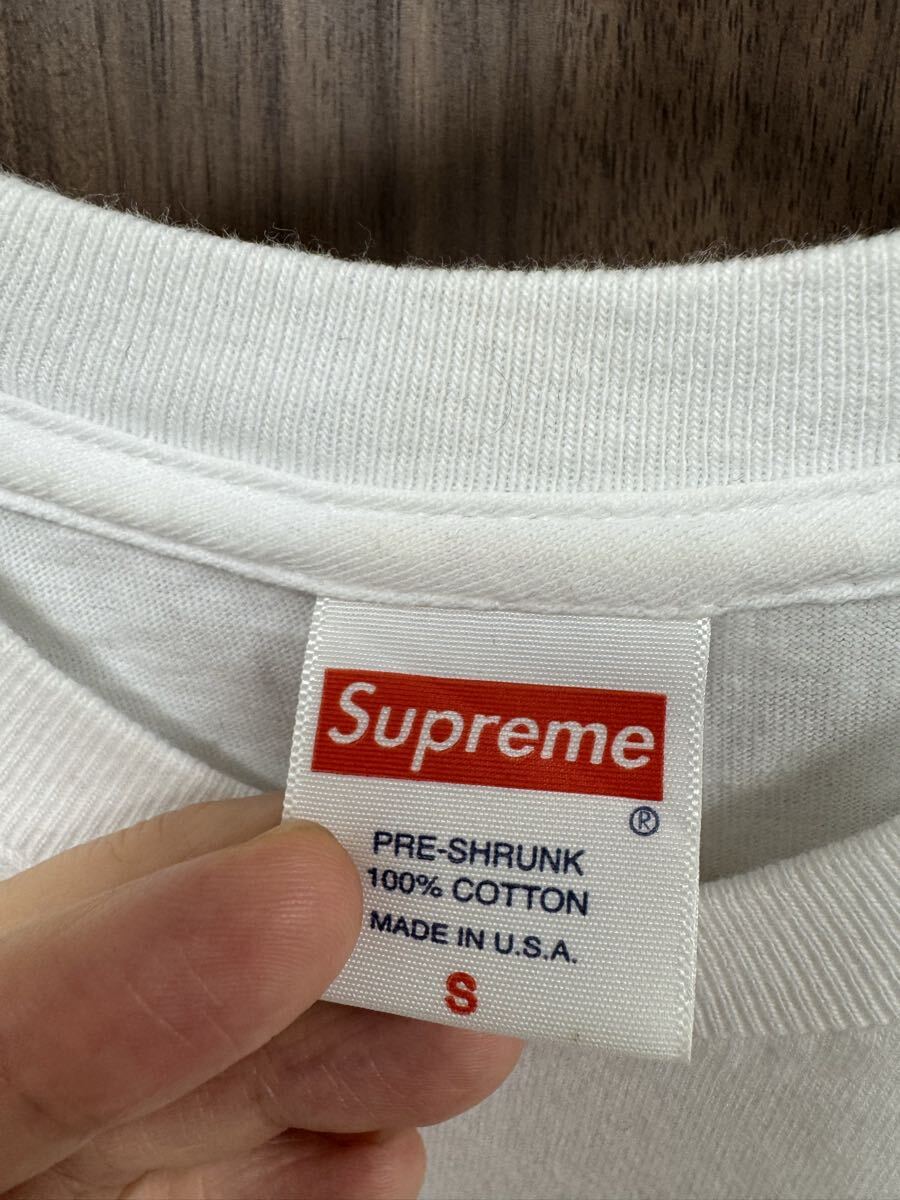 Supreme
®
PRE-SHRUNK
100% COTTON
MADE IN U.S.A.
S